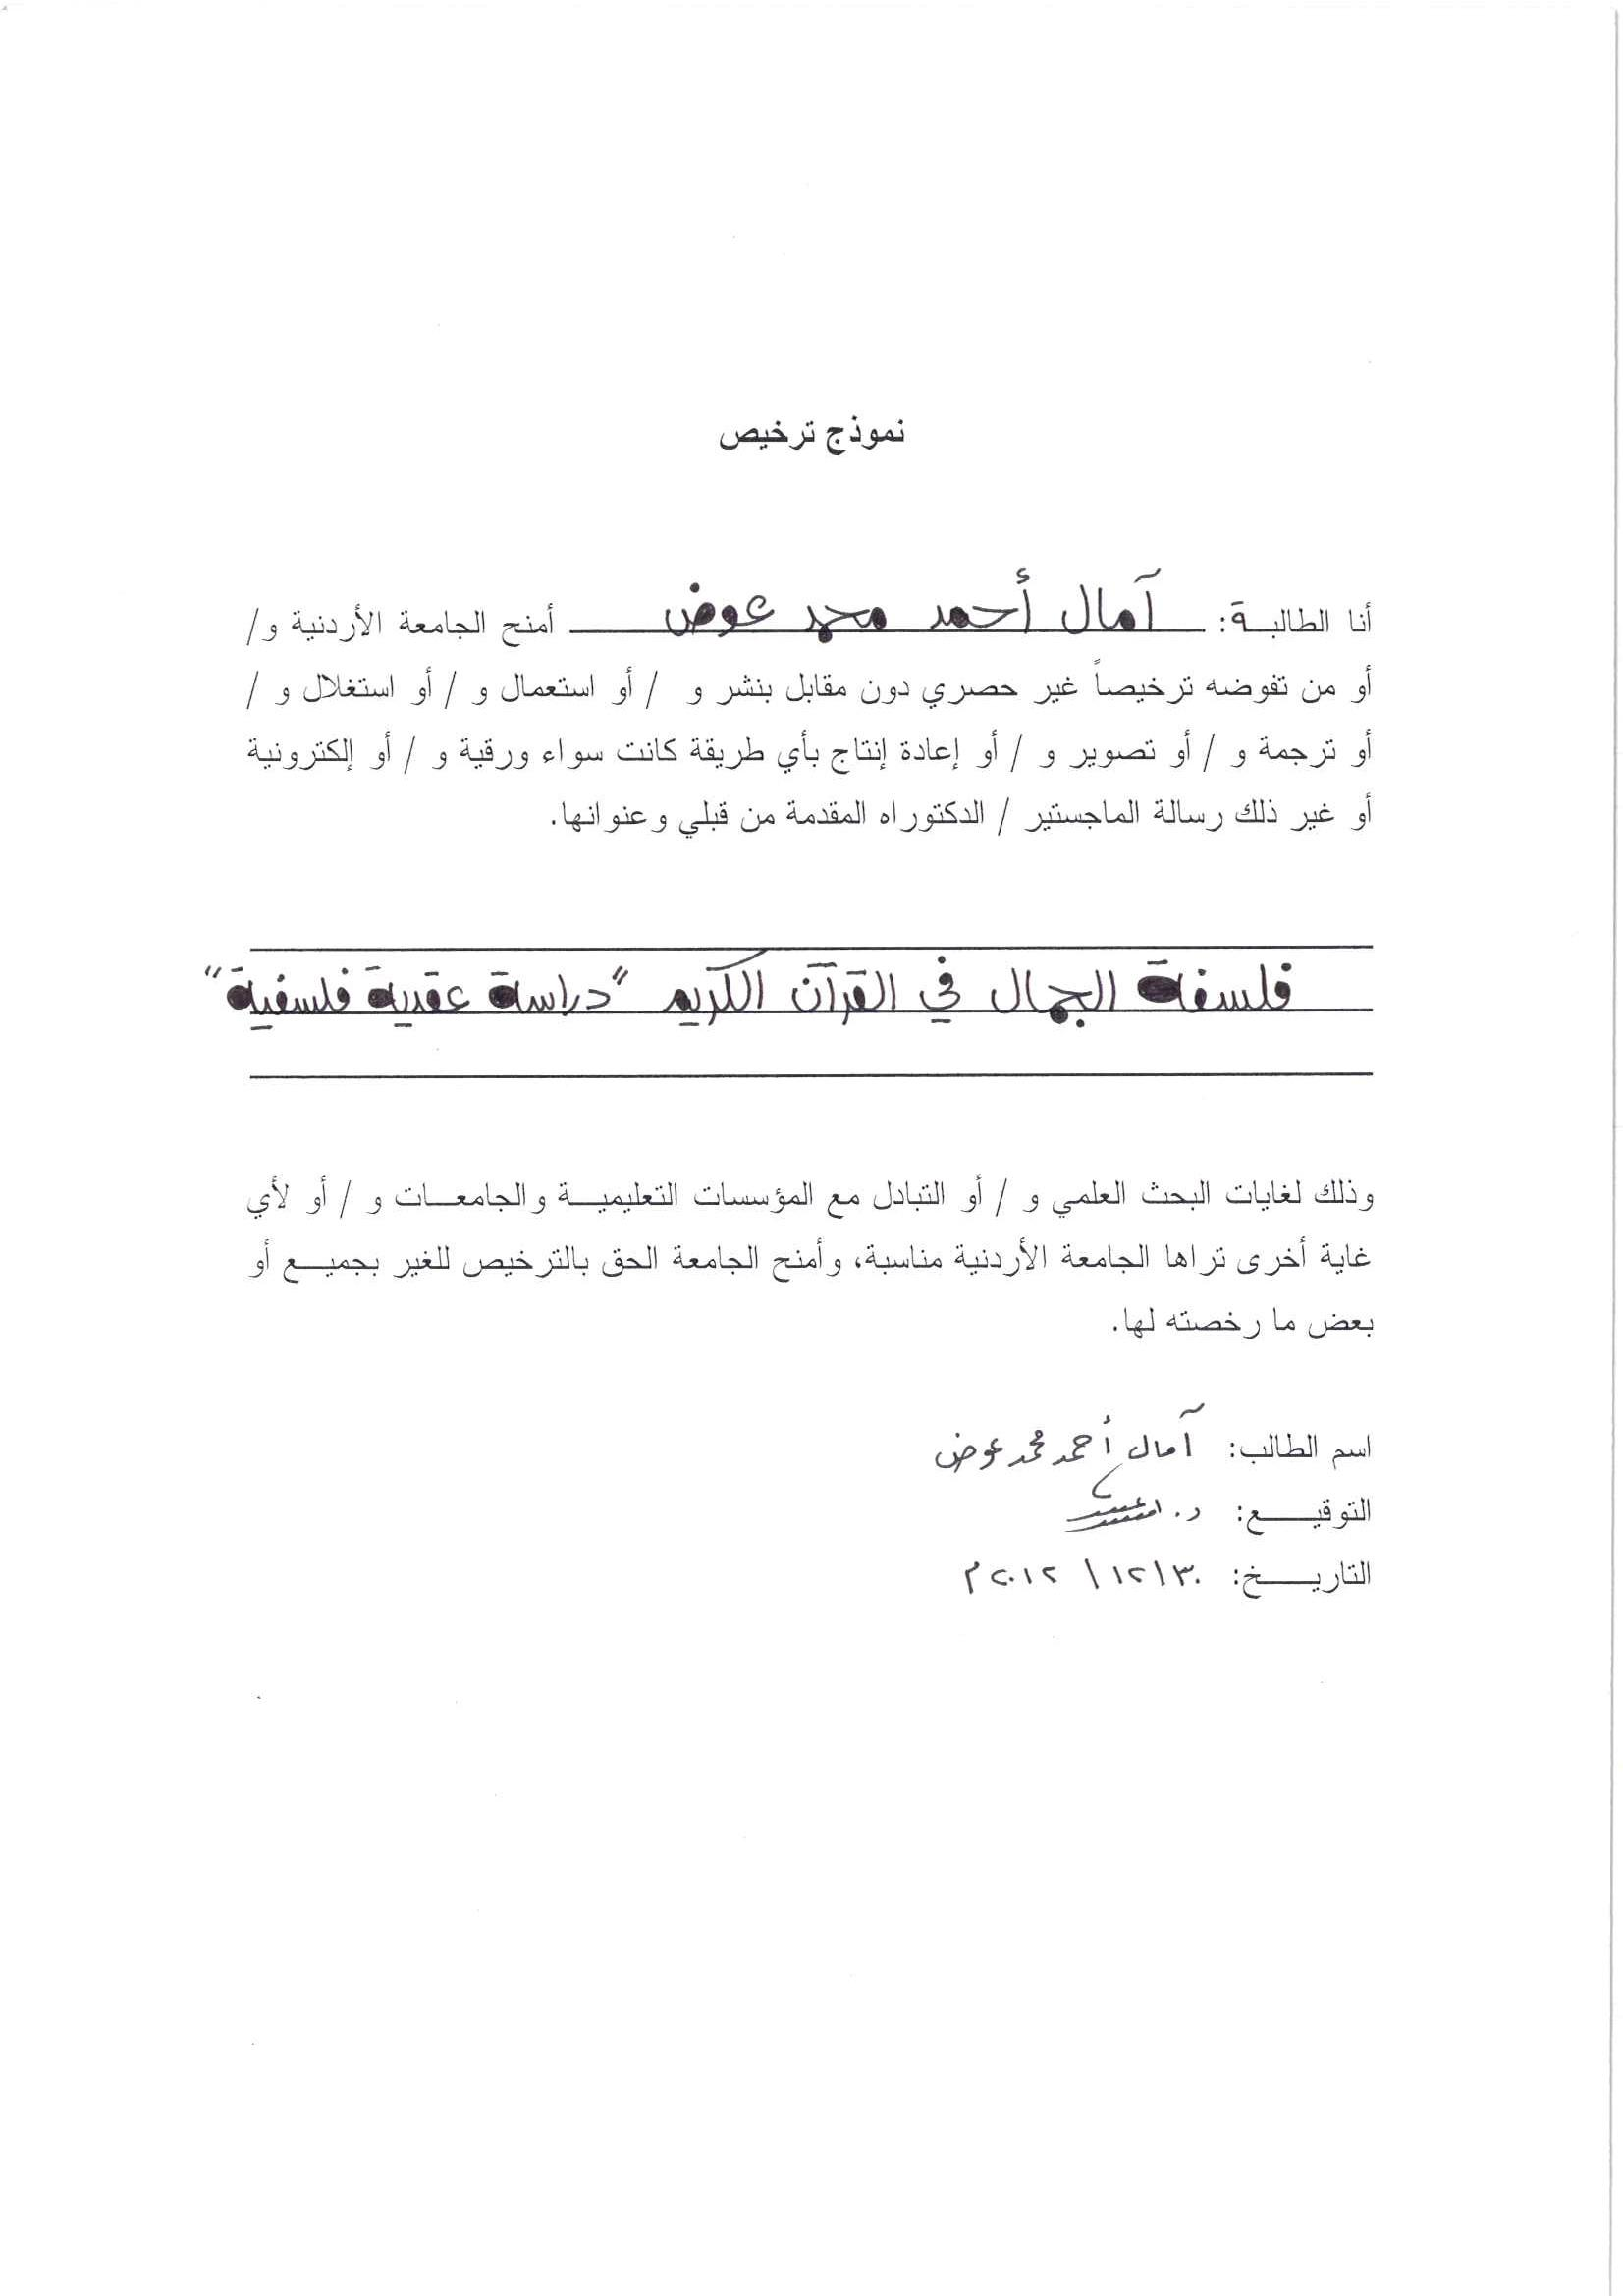 نموذج ترخيص
أنا الطالبة: آمال أحمد محمد عوض أمنح الجامعة الأردنية و/
أو من تفوضه ترخيصاً غير حصري دون مقابل بنشر و / أو استعمال و / أو استغلال و /
أو ترجمة و / أو تصوير و / أو إعادة إنتاج بأي طريقة كانت سواء ورقية و / أو إلكترونية
أو غير ذلك رسالة الماجستير / الدكتوراه المقدمة من قبلي وعنوانها.
فلسفة الجمال في القرآن الكريم "دراسة عقدية فلسفية"
وذلك لغايات البحث العلمي و / أو التبادل مع المؤسسات التعليمية والجامعات و / أو لأي
غاية أخرى تراها الجامعة الأردنية مناسبة، وأمنح الجامعة الحق بالترخيص للغير بجميع أو
بعض ما رخصته لها.
اسم الطالب: آمال أحمد محمد عوض
التوقيع: د.
التاريخ: ٣٠\١٢\ ٢٠١٢م